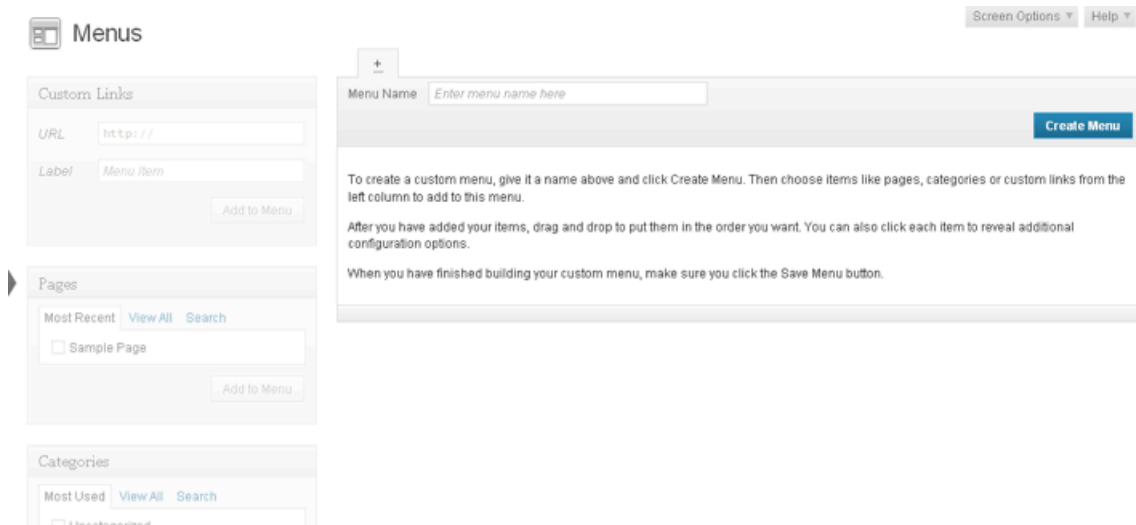 Screen Options Help
Menus
+
Custom Links
URL http://
Label Menu Item
Add to Menu
Pages
Most Recent View All Search
Sample Page
Add to Menu
Categories
Most Used View All Search
Uncategorized
Menu Name Enter menu name here
Create Menu
To create a custom menu, give it a name above and click Create Menu. Then choose items like pages, categories or custom links from the
left column to add to this menu.
After you have added your items, drag and drop to put them in the order you want. You can also click each item to reveal additional
configuration options.
When you have finished building your custom menu, make sure you click the Save Menu button.